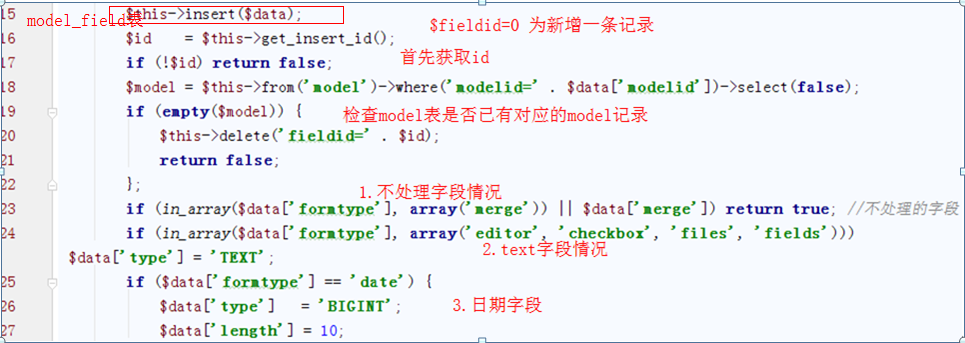 model_field表
15 $this->insert($data);
$fieldid=0 为新增一条记录
16 $id = $this->get_insert_id();
首先获取id
17 if (!$id) return false;
18 $model = $this->from('model')->where('modelid=' . $data['modelid'])->select(false);
19 if (empty($model)) {
检查model表是否已有对应的model记录
20 $this->delete('fieldid=' . $id);
21 return false;
22 };
1.不处理字段情况
23 if (in_array($data['formtype'], array('merge')) || $data['merge']) return true; //不处理的字段
24 if (in_array($data['formtype'], array('editor', 'checkbox', 'files', 'fields')))
2.text字段情况
$data['type'] = 'TEXT';
25 if ($data['formtype'] == 'date') {
26 $data['type'] = 'BIGINT';
3.日期字段
27 $data['length'] = 10;